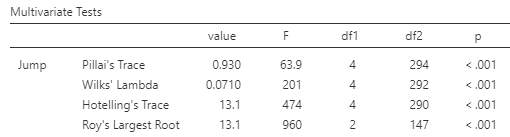 Multivariate Tests
value F df1 df2 p
Jump Pillai's Trace 0.930 63.9 4 294 < .001
Wilks' Lambda 0.0710 201 4 292 < .001
Hotelling's Trace 13.1 474 4 290 < .001
Roy's Largest Root 13.1 960 2 147 < .001